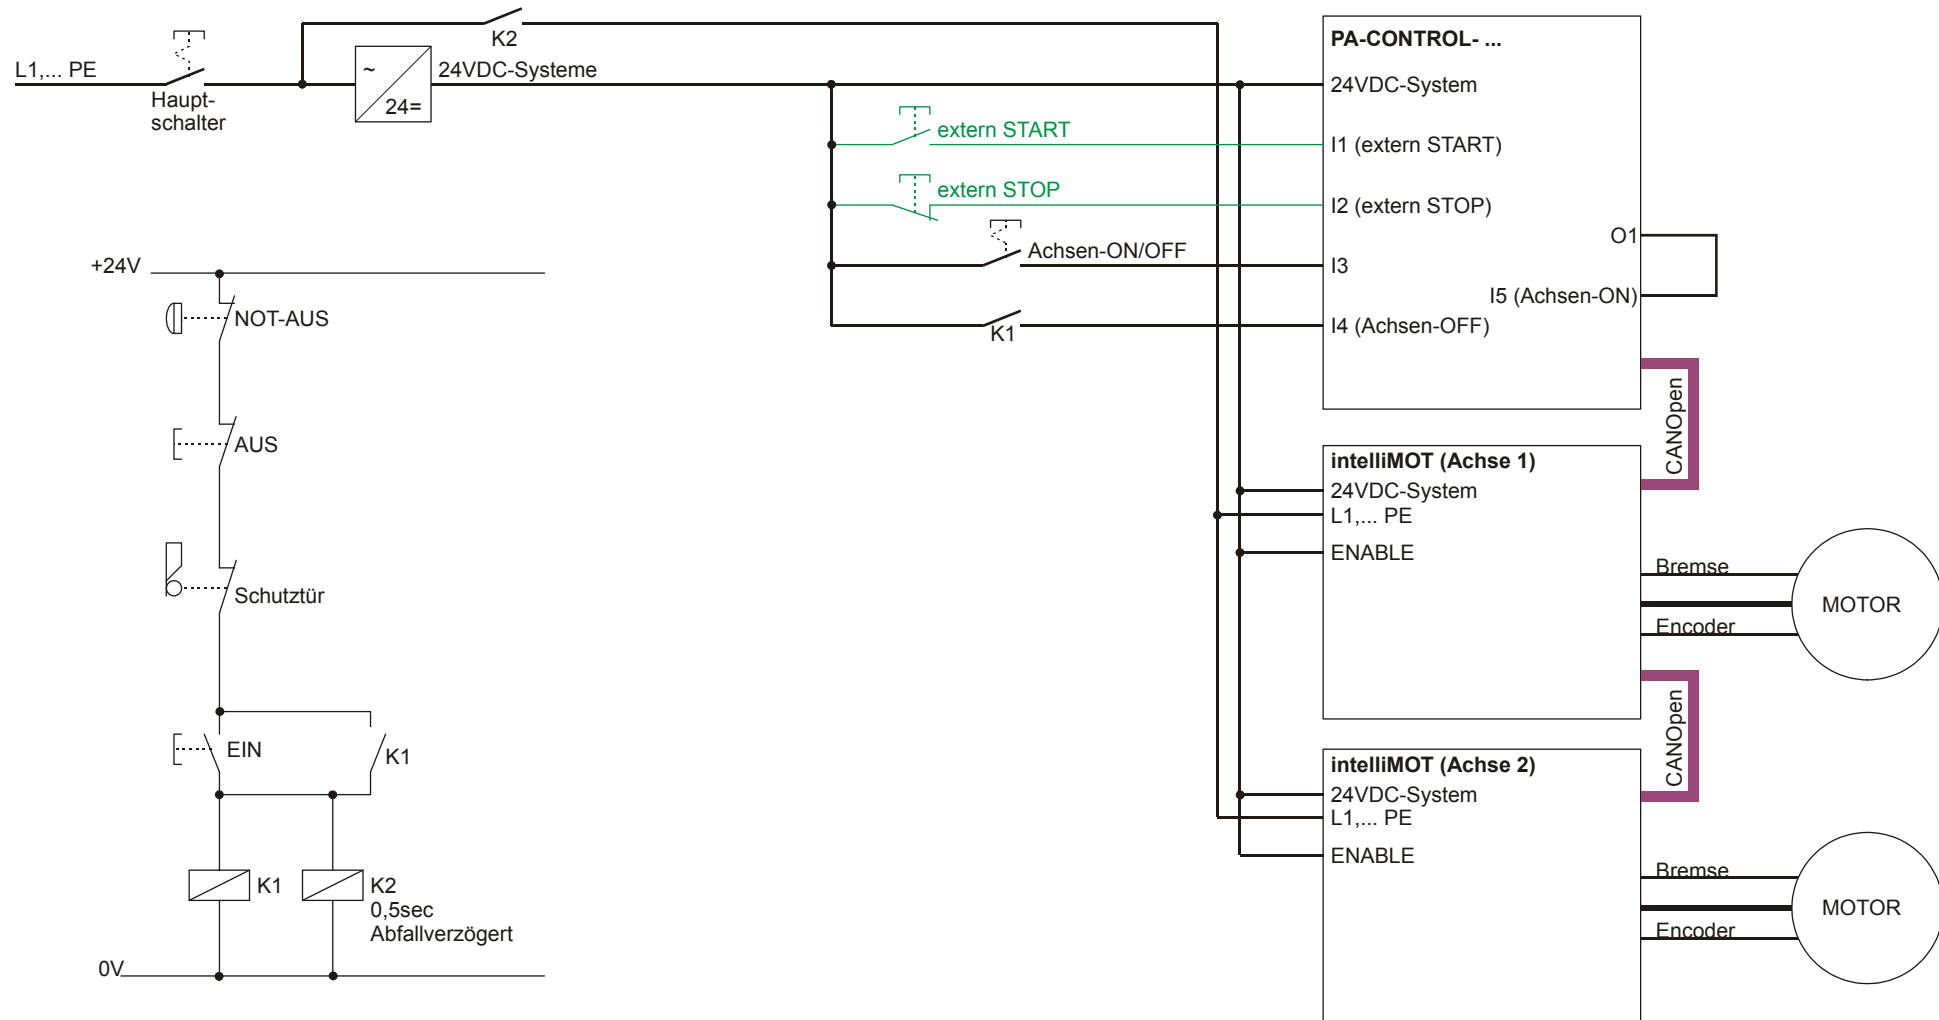 L1,... PE
Haupt-
schalter
~
24=
K2
24VDC-Systeme
extern START
extern STOP
Achsen-ON/OFF
K1
PA-CONTROL- ...
24VDC-System
I1 (extern START)
I2 (extern STOP)
O1
I3
I5 (Achsen-ON)
I4 (Achsen-OFF)
CANOpen
intelliMOT (Achse 1)
24VDC-System
L1,... PE
ENABLE
Bremse
MOTOR
Encoder
CANOpen
intelliMOT (Achse 2)
24VDC-System
L1,... PE
ENABLE
Bremse
MOTOR
Encoder
+24V
NOT-AUS
AUS
Schutztür
EIN
K1
K1
K2
0,5sec
Abfallverzögert
0V